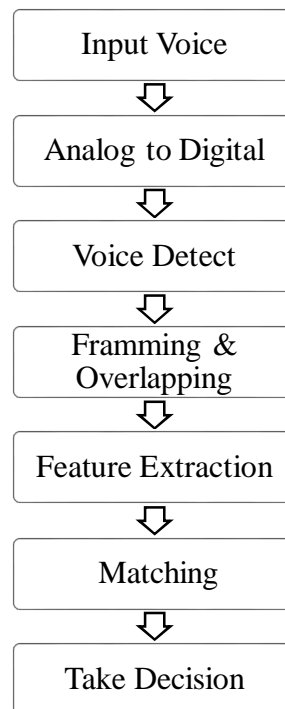 Input Voice
Analog to Digital
Voice Detect
Framming &
Overlapping
Feature Extraction
Matching
Take Decision